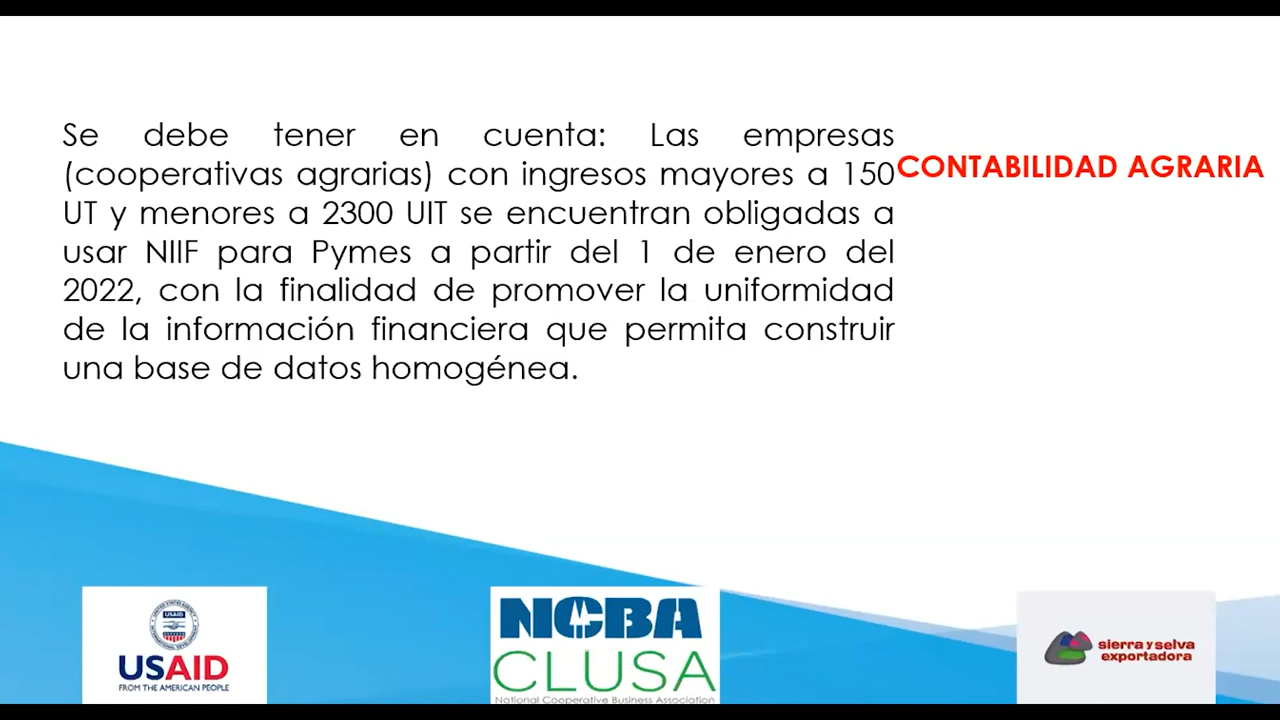 Se debe tener en cuenta: Las empresas
(cooperativas agrarias) con ingresos mayores a 150
UT y menores a 2300 UIT se encuentran obligadas a
usar NIIF para Pymes a partir del 1 de enero del
2022, con la finalidad de promover la uniformidad
de la información financiera que permita construir
una base de datos homogénea.
CONTABILIDAD AGRARIA
USAID
USAID
FROM THE AMERICAN PEOPLE
NCBA
CLUSA
National Cooperative Business Association
sierra y selva
exportadora